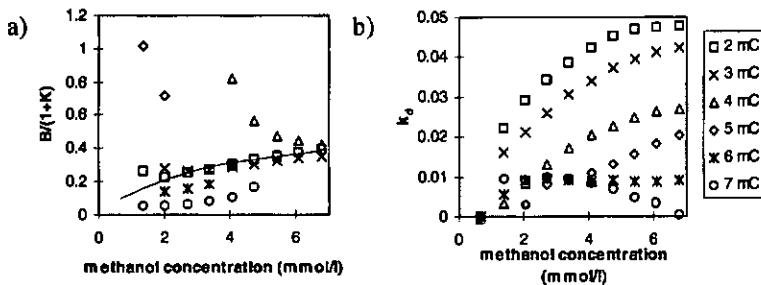 a)
B/(1+K)
1.2
1
0.8
0.6
0.4
0.2
0
0 2 4 6
methanol concentration (mmol/l)
b)
k_d
0.05
0.04
0.03
0.02
0.01
0
0 2 4 6
methanol concentration
(mmol/l)
2 mC
3 mC
4 mC
5 mC
6 mC
7 mC